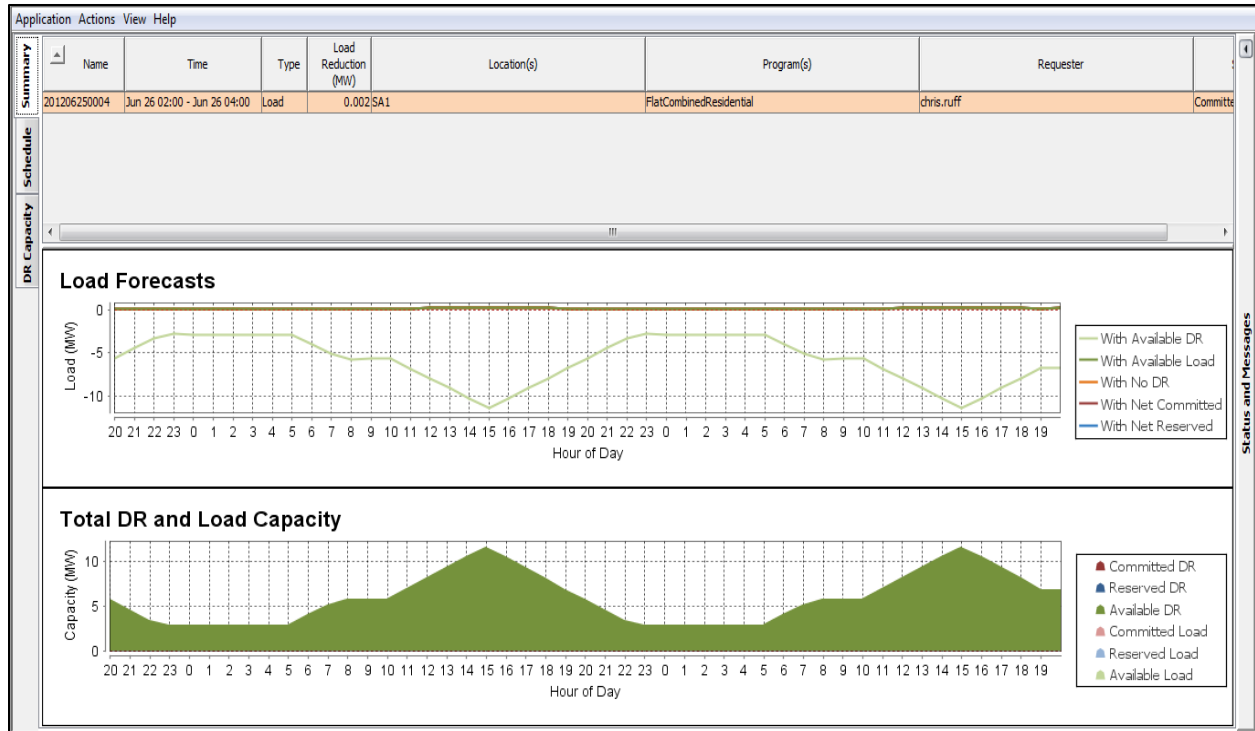 Application Actions View Help
Summary
Schedule
DR Capacity
Name Time Type Load Reduction (MW) Location(s) Program(s) Requester
201206250004 Jun 26 02:00 - Jun 26 04:00 Load 0.002 SA1 FlatCombinedResidential chris.ruff Committe
Load Forecasts
Load (MW)
0
-5
-10
20 21 22 23 0 1 2 3 4 5 6 7 8 9 10 11 12 13 14 15 16 17 18 19 20 21 22 23 0 1 2 3 4 5 6 7 8 9 10 11 12 13 14 15 16 17 18 19
Hour of Day
With Available DR
With Available Load
With No DR
With Net Committed
With Net Reserved
Total DR and Load Capacity
Capacity (MW)
10
5
0
20 21 22 23 0 1 2 3 4 5 6 7 8 9 10 11 12 13 14 15 16 17 18 19 20 21 22 23 0 1 2 3 4 5 6 7 8 9 10 11 12 13 14 15 16 17 18 19
Hour of Day
Committed DR
Reserved DR
Available DR
Committed Load
Reserved Load
Available Load
Status and Messages